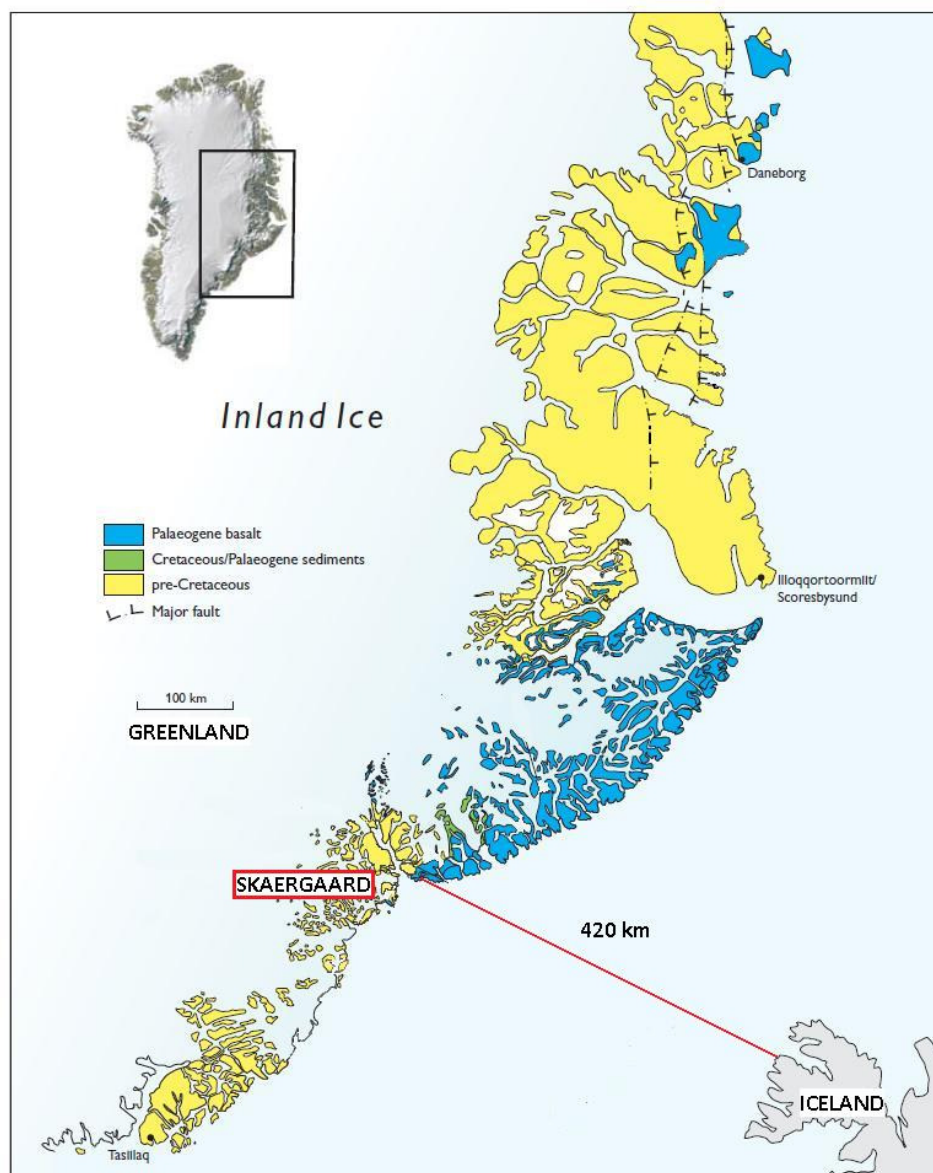 Daneborg
Inland Ice
Palaeogene basalt
Cretaceous/Palaeogene sediments
pre-Cretaceous
Major fault
Illoqqortoormiit/
Scoresbysund
100 km
GREENLAND
SKAERGAARD
420 km
ICELAND
Tasiilaq